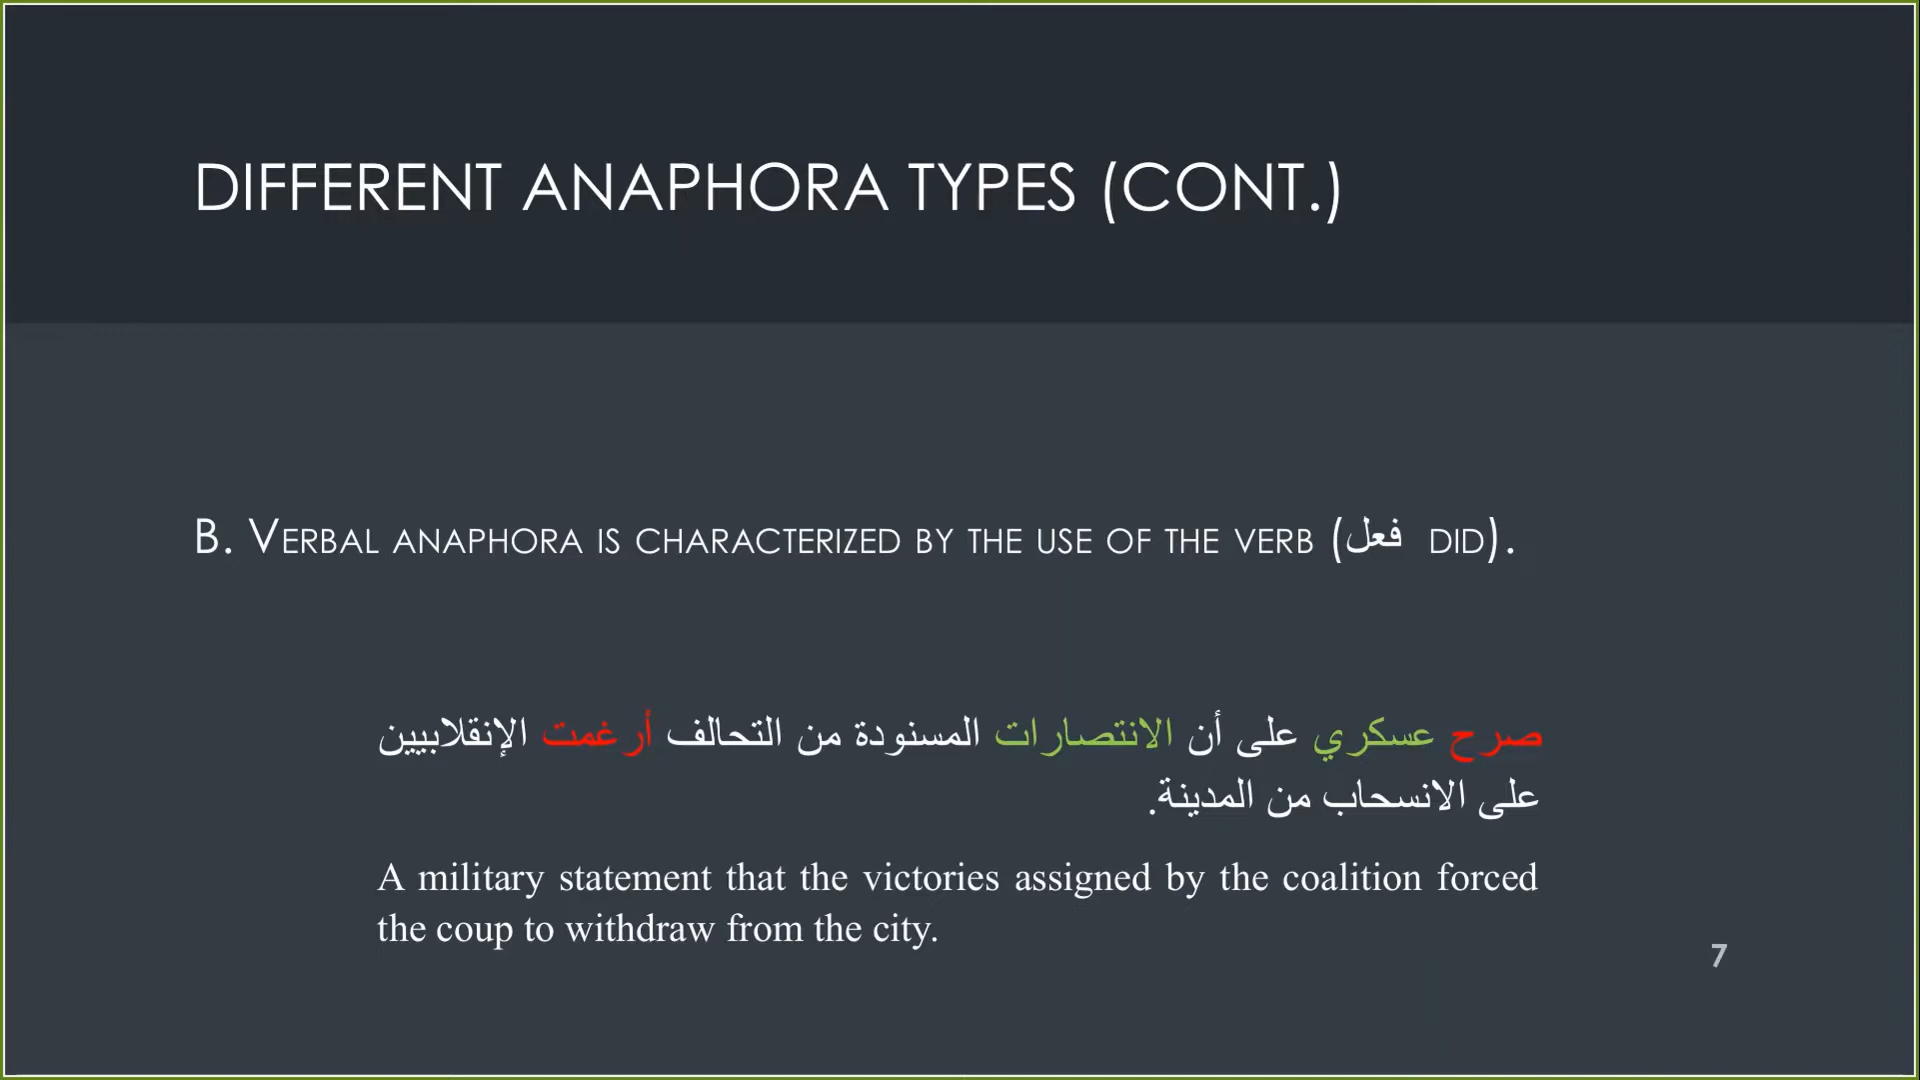 DIFFERENT ANAPHORA TYPES (CONT.)
B. VERBAL ANAPHORA IS CHARACTERIZED BY THE USE OF THE VERB (فعل DID).
صرح عسكري على أن الانتصارات المسنودة من التحالف أرغمت الإنقلابيين
على الانسحاب من المدينة.
A military statement that the victories assigned by the coalition forced
the coup to withdraw from the city.
7